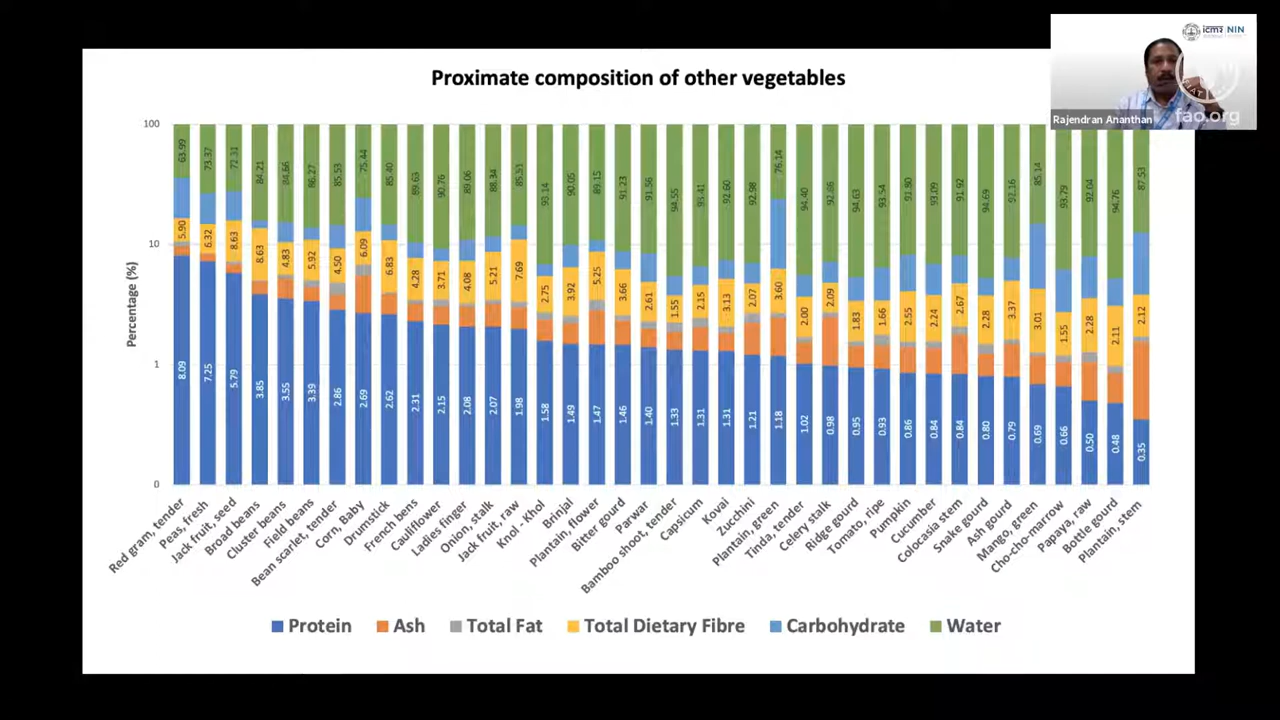 icmr NIN
Proximate composition of other vegetables
Rajendran Ananthan
fao.org
Percentage (%)
100
10
1
0
63.99 73.37 72.31 84.21 84.66 86.27 85.53 75.44 85.40 89.63 90.76 89.06 88.34 85.51 93.14 90.05 89.15 91.23 91.56 94.55 93.41 92.60 92.98 76.14 94.40 92.86 94.63 93.54 92.80 93.09 91.92 94.69 92.16 85.14 93.79 92.04 94.76 87.53
5.90 6.32 8.63 8.63 4.83 5.92 4.50 6.09 6.83 4.28 3.71 4.08 5.21 7.69 2.75 3.92 5.25 3.66 2.61 1.55 2.15 3.13 2.07 3.60 2.00 2.09 1.83 1.66 2.55 2.24 2.67 2.28 3.37 3.01 1.55 2.28 2.11 2.12
8.09 7.25 5.79 3.85 3.55 3.39 2.86 2.69 2.62 2.31 2.15 2.08 2.07 1.98 1.58 1.49 1.47 1.46 1.40 1.33 1.31 1.31 1.21 1.18 1.02 0.98 0.95 0.93 0.86 0.84 0.84 0.80 0.79 0.69 0.66 0.50 0.48 0.35
Red gram, tender
Peas, fresh
Jack fruit, seed
Broad beans
Cluster beans
Field beans
Bean scarlet, tender
Corn, Baby
Drumstick
French bens
Cauliflower
Ladies finger
Onion, stalk
Jack fruit, raw
Knol - Khol
Brinjal
Plantain, flower
Bitter gourd
Parwar
Bamboo shoot, tender
Capsicum
Kovai
Zucchini
Plantain, green
Tinda, tender
Celery stalk
Ridge gourd
Tomato, ripe
Pumpkin
Cucumber
Colocasia stem
Snake gourd
Ash gourd
Mango, green
Cho-cho-marrow
Papaya, raw
Bottle gourd
Plantain, stem
Protein Ash Total Fat Total Dietary Fibre Carbohydrate Water